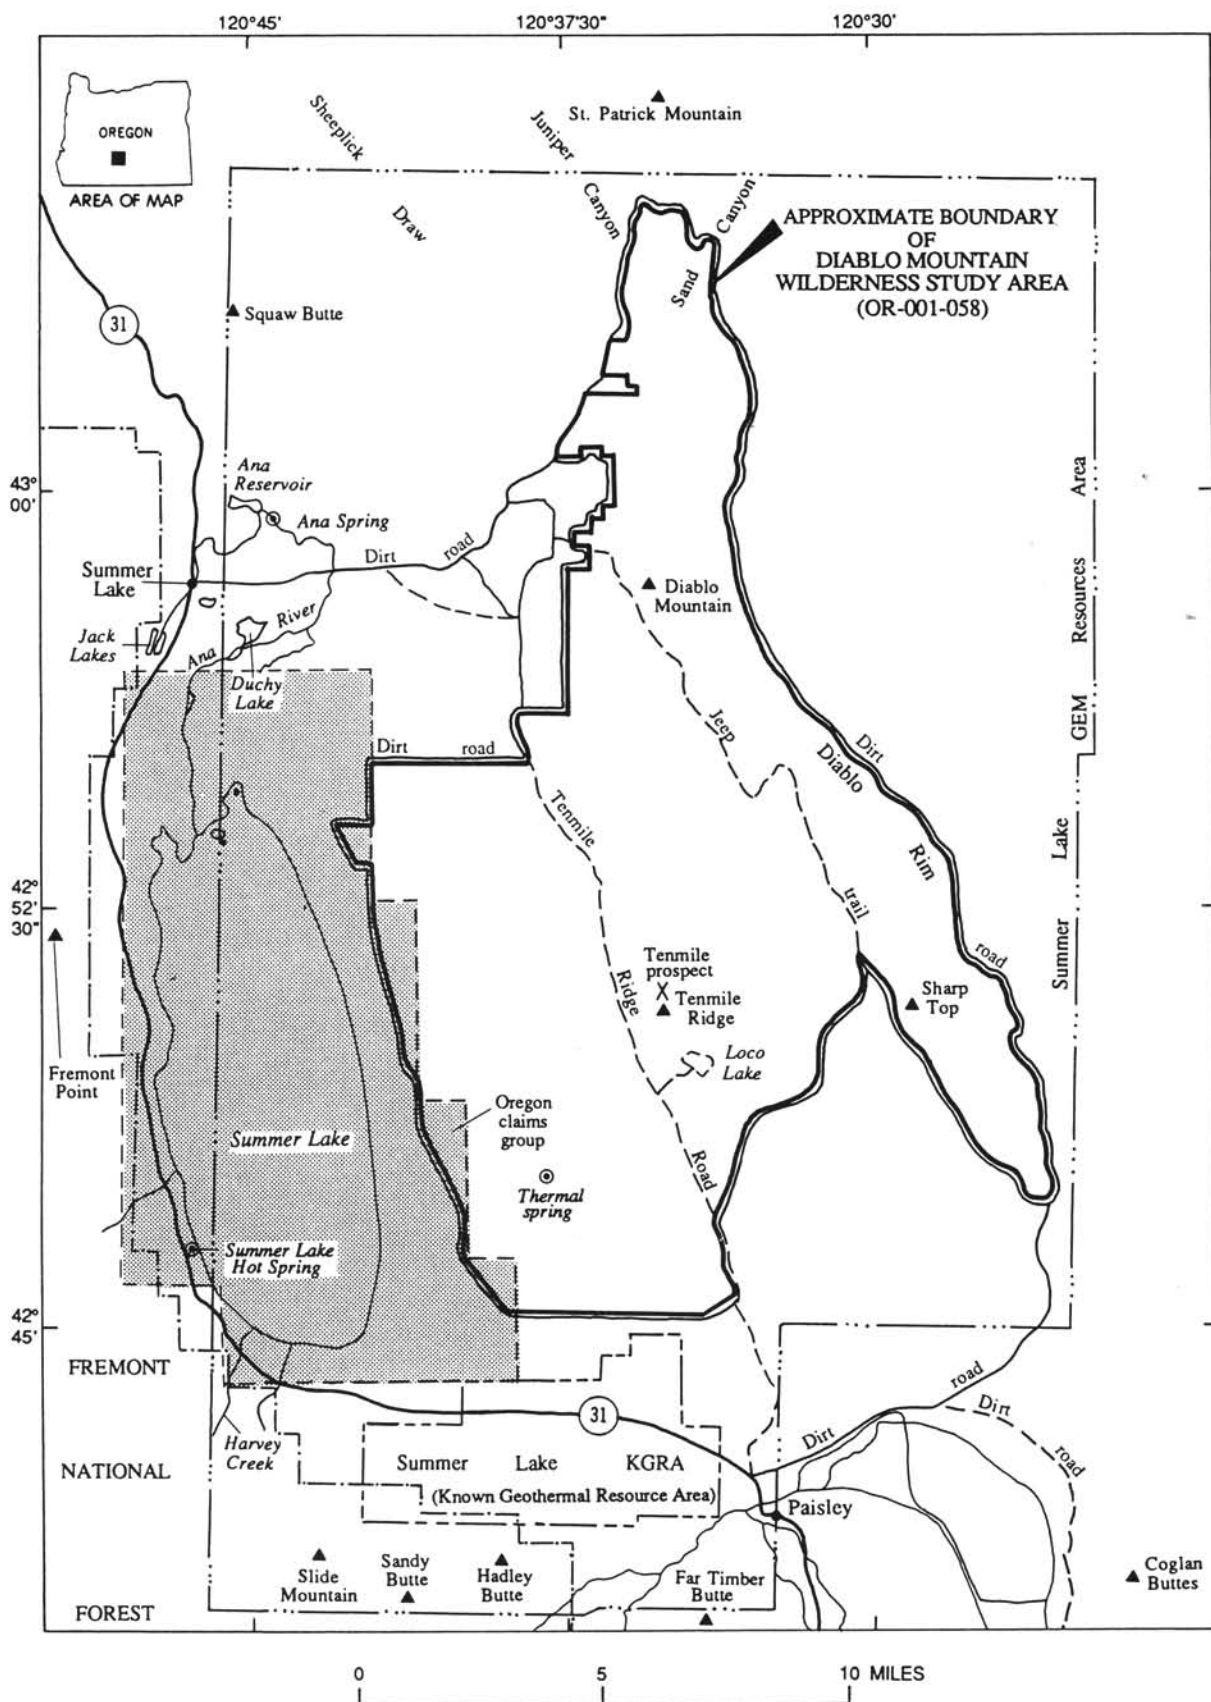 120°45'
120°37'30"
120°30'
OREGON
AREA OF MAP
Sheeplick
Draw
Juniper
Canyon
St. Patrick Mountain
Sand
Canyon
APPROXIMATE BOUNDARY
OF
DIABLO MOUNTAIN
WILDERNESS STUDY AREA
(OR-001-058)
31
Squaw Butte
43°
00'
Ana
Reservoir
Ana Spring
Dirt
road
Summer
Lake
Diablo
Mountain
Jack
Lakes
Ana
River
Duchy
Lake
Dirt
road
Jeep
trail
Dirt
road
Diablo
Rim
Summer
Lake
GEM
Resources
Area
Tenmile
Ridge
Road
42°
52'
30"
Tenmile
prospect
X
Tenmile
Ridge
Sharp
Top
Loco
Lake
Fremont
Point
Oregon
claims
group
Summer Lake
Thermal
spring
Summer Lake
Hot Spring
42°
45'
FREMONT
NATIONAL
FOREST
31
Harvey
Creek
Summer Lake KGRA
(Known Geothermal Resource Area)
Dirt
road
Dirt
road
Paisley
Slide
Mountain
Sandy
Butte
Hadley
Butte
Far Timber
Butte
Coglan
Buttes
0
5
10 MILES